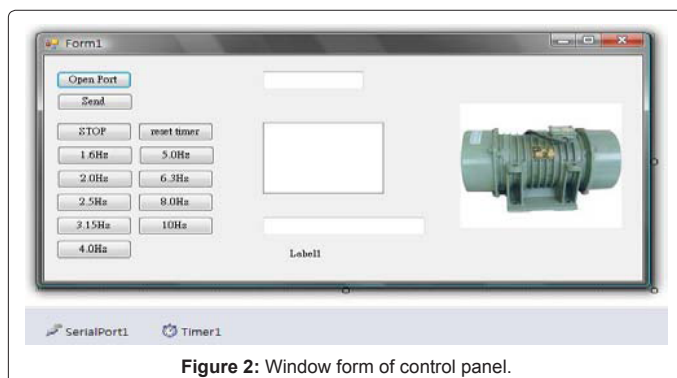 Form1
Open Port
Send
STOP reset timer
1.6Hz 5.0Hz
2.0Hz 6.3Hz
2.5Hz 8.0Hz
3.15Hz 10Hz
4.0Hz
Label1
SerialPort1 Timer1
Figure 2: Window form of control panel.